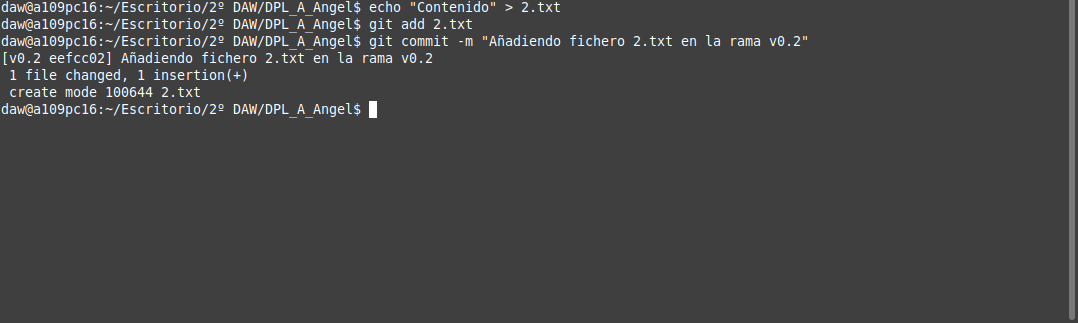 daw@a109pc16:~/Escritorio/2º DAW/DPL_A_Angel$ echo "Contenido" > 2.txt
daw@a109pc16:~/Escritorio/2º DAW/DPL_A_Angel$ git add 2.txt
daw@a109pc16:~/Escritorio/2º DAW/DPL_A_Angel$ git commit -m "Añadiendo fichero 2.txt en la rama v0.2"
[v0.2 eefcc02] Añadiendo fichero 2.txt en la rama v0.2
 1 file changed, 1 insertion(+)
 create mode 100644 2.txt
daw@a109pc16:~/Escritorio/2º DAW/DPL_A_Angel$